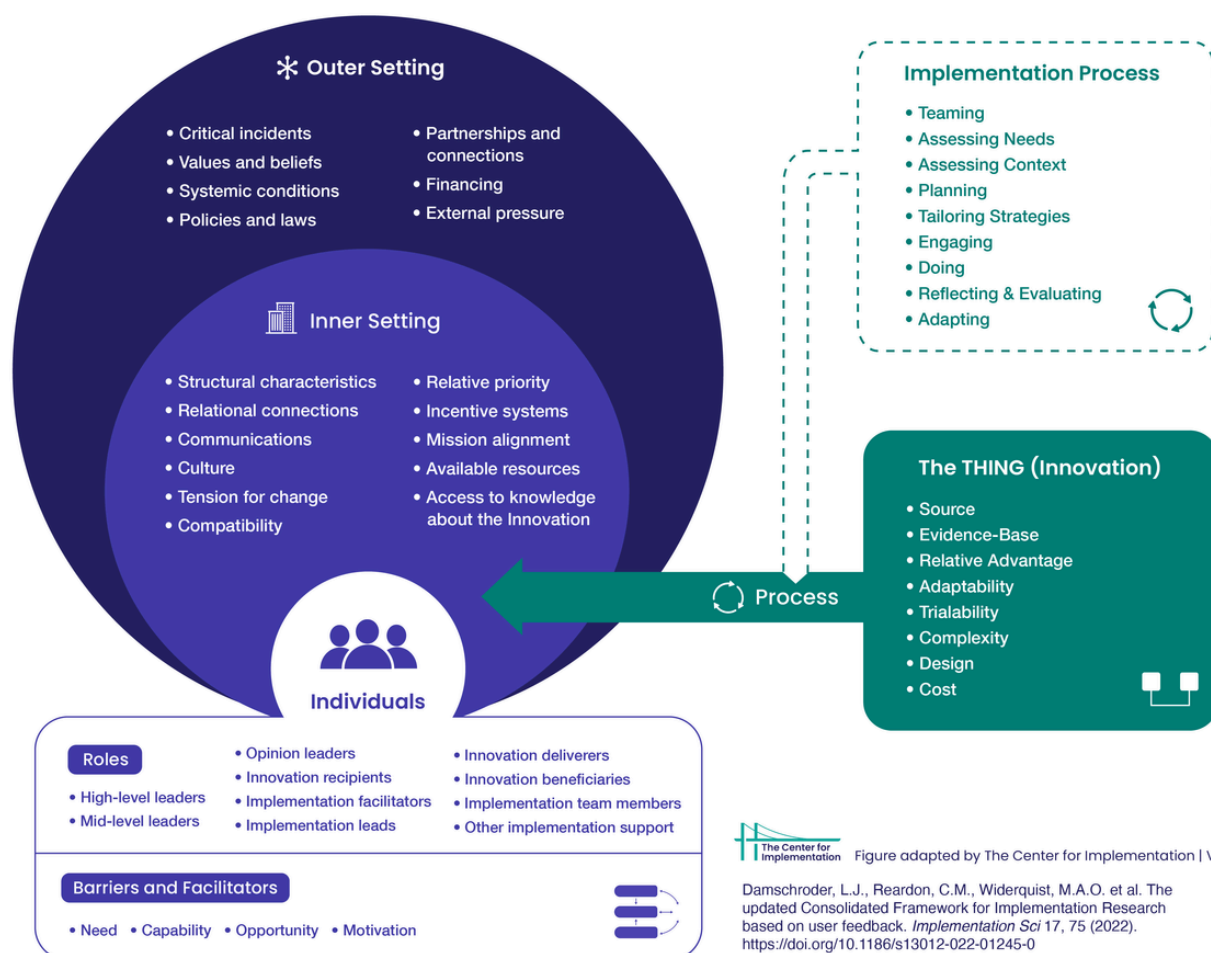 Outer Setting
• Critical incidents
• Values and beliefs
• Systemic conditions
• Policies and laws
• Partnerships and
connections
• Financing
• External pressure
Inner Setting
• Structural characteristics
• Relational connections
• Communications
• Culture
• Tension for change
• Compatibility
• Relative priority
• Incentive systems
• Mission alignment
• Available resources
• Access to knowledge
about the Innovation
Individuals
Roles
• High-level leaders
• Mid-level leaders
• Opinion leaders
• Innovation recipients
• Implementation facilitators
• Implementation leads
• Innovation deliverers
• Innovation beneficiaries
• Implementation team members
• Other implementation support
Barriers and Facilitators
• Need • Capability • Opportunity • Motivation
Implementation Process
• Teaming
• Assessing Needs
• Assessing Context
• Planning
• Tailoring Strategies
• Engaging
• Doing
• Reflecting & Evaluating
• Adapting
Process
The THING (Innovation)
• Source
• Evidence-Base
• Relative Advantage
• Adaptability
• Trialability
• Complexity
• Design
• Cost
The Center for
Implementation
Figure adapted by The Center for Implementation | V
Damschroder, L.J., Reardon, C.M., Widerquist, M.A.O. et al. The
updated Consolidated Framework for Implementation Research
based on user feedback. Implementation Sci 17, 75 (2022).
https://doi.org/10.1186/s13012-022-01245-0